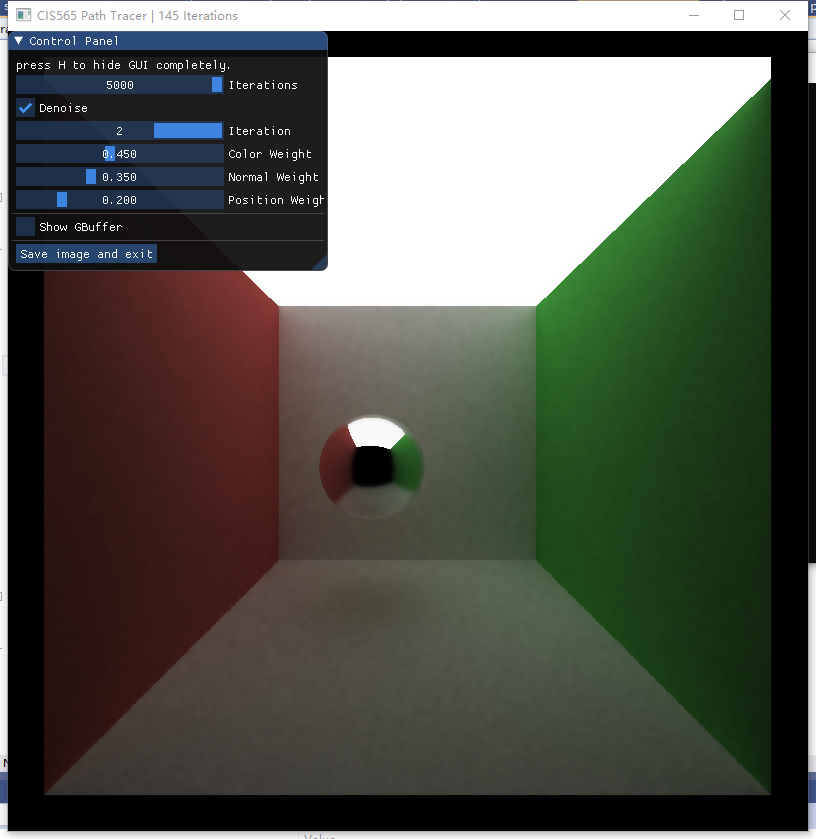 CIS565 Path Tracer | 145 Iterations
Control Panel
press H to hide GUI completely.
5000 Iterations
Denoise
2 Iteration
0.450 Color Weight
0.350 Normal Weight
0.200 Position Weigh
Show GBuffer
Save image and exit
Value